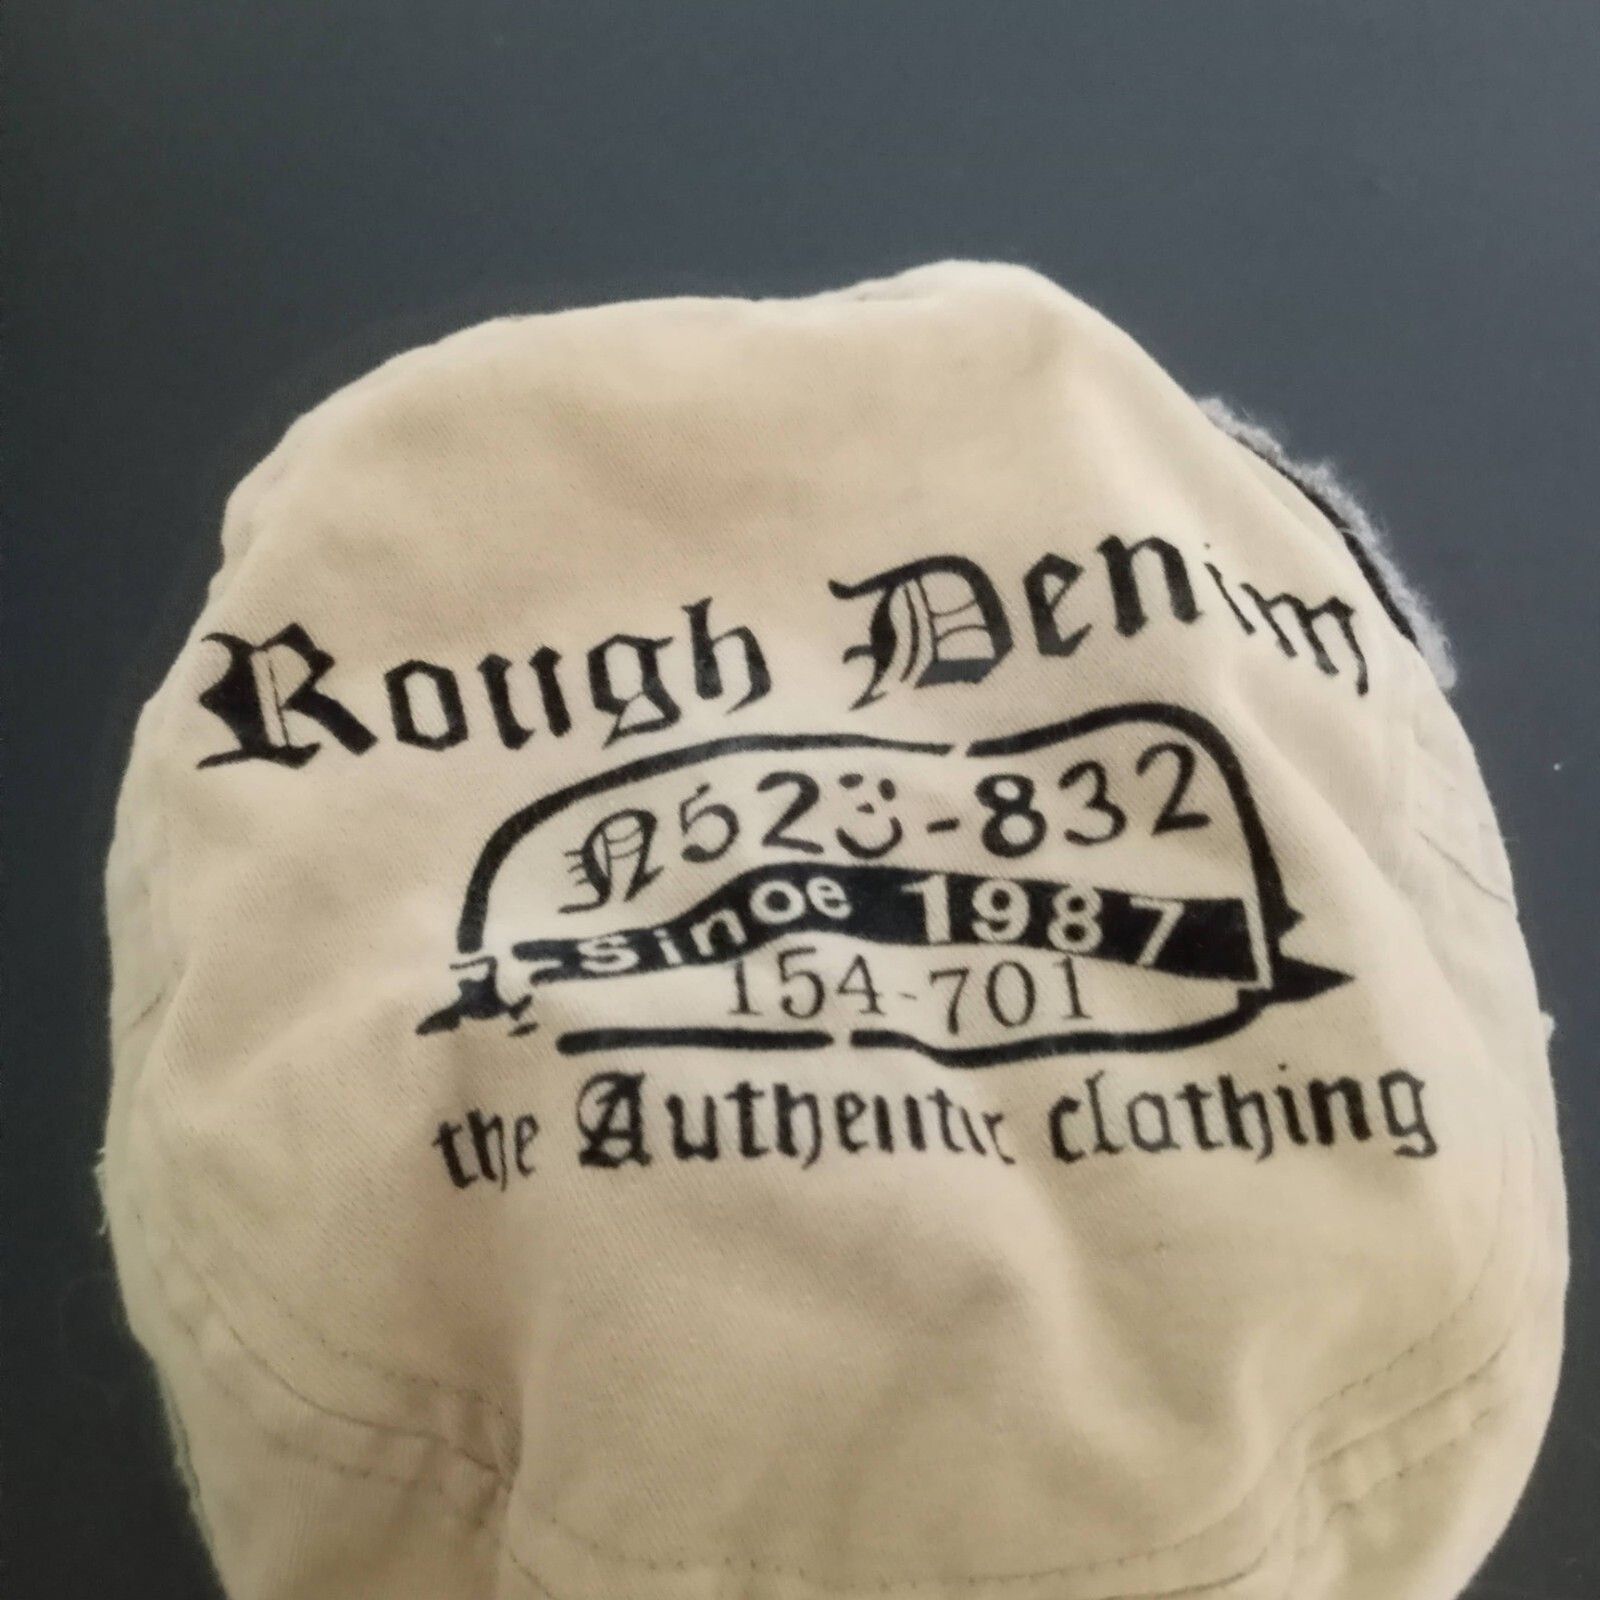 Rough Denim
N523-832
Sinoe 1987
154-701
the Authentic clothing